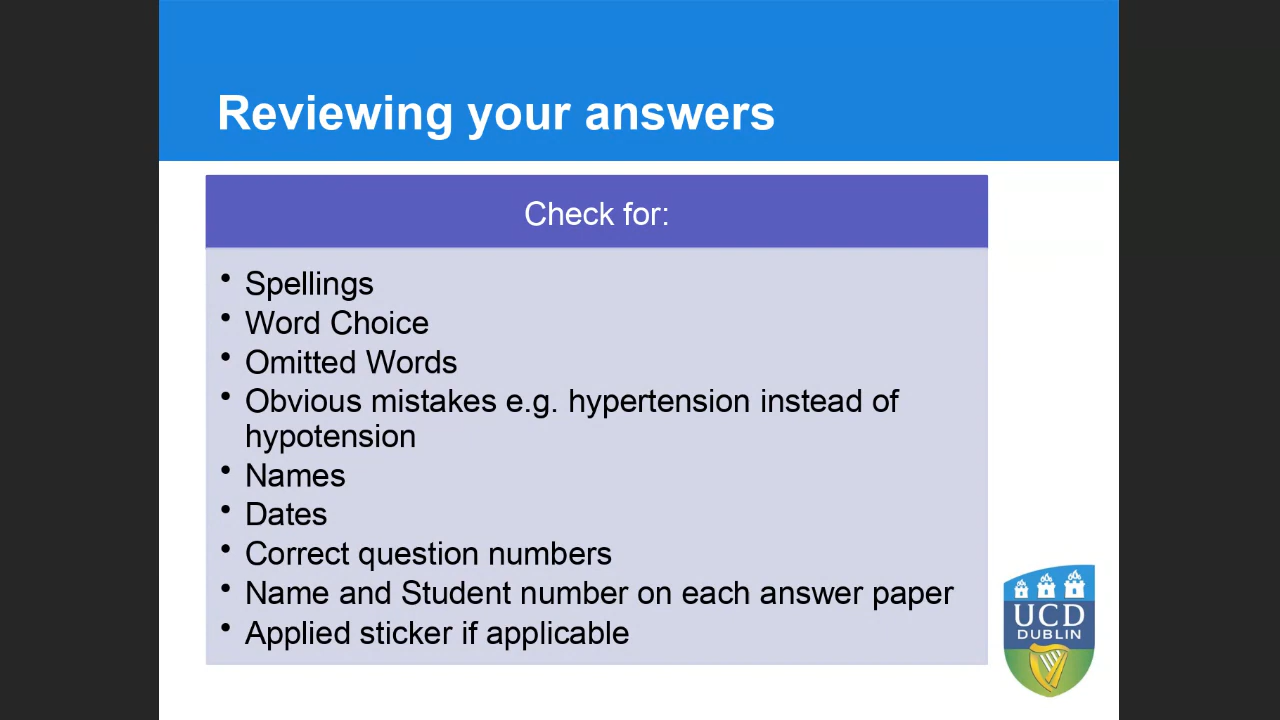 Reviewing your answers
Check for:
• Spellings
• Word Choice
• Omitted Words
• Obvious mistakes e.g. hypertension instead of
hypotension
• Names
• Dates
• Correct question numbers
• Name and Student number on each answer paper
• Applied sticker if applicable
UCD
DUBLIN